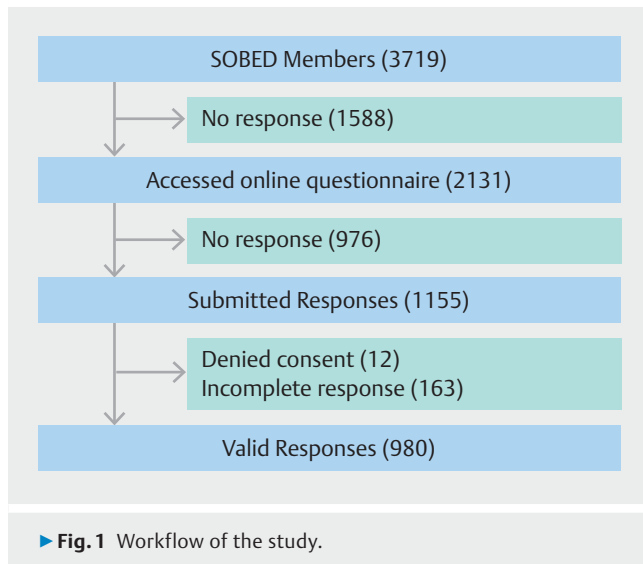 SOBED Members (3719)
No response (1588)
Accessed online questionnaire (2131)
No response (976)
Submitted Responses (1155)
Denied consent (12)
Incomplete response (163)
Valid Responses (980)
▶ Fig. 1 Workflow of the study.